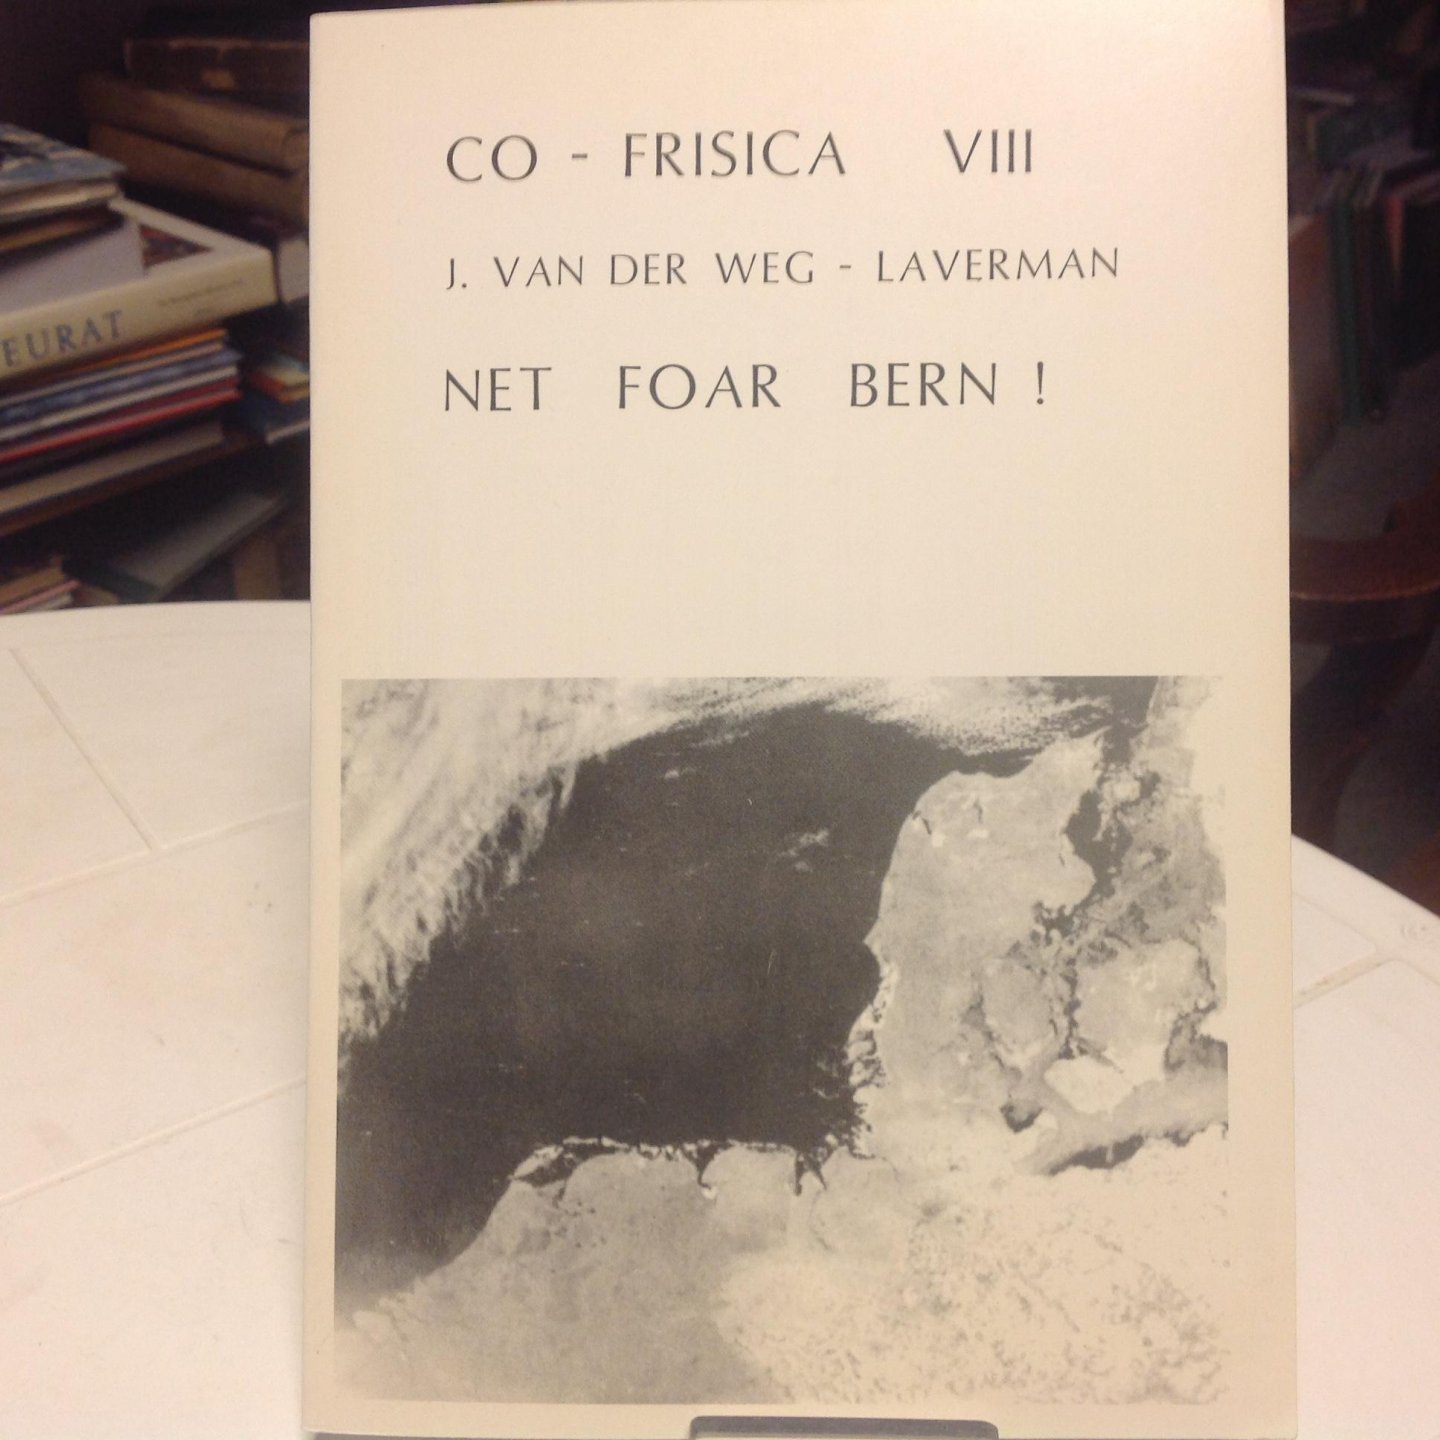 CO - FRISICA VIII
J. VAN DER WEG - LAVERMAN
NET FOAR BERN !
EURAT